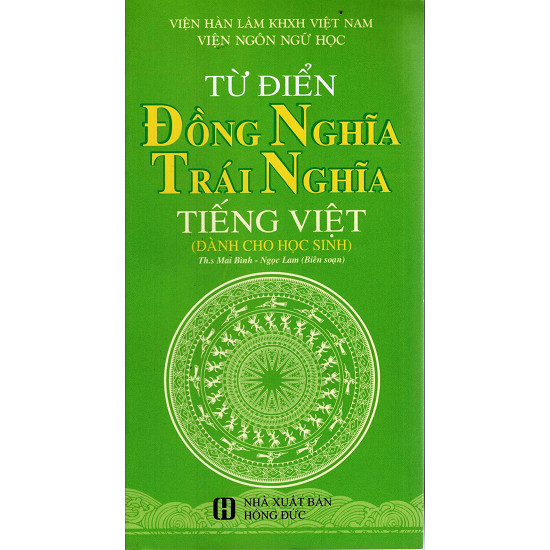 VIỆN HÀN LÂM KHXH VIỆT NAM
VIỆN NGÔN NGỮ HỌC
TỪ ĐIỂN
ĐỒNG NGHĨA
TRÁI NGHĨA
TIẾNG VIỆT
(DÀNH CHO HỌC SINH)
Th.s Mai Bình - Ngọc Lam (Biên soạn)
NHÀ XUẤT BẢN
HỒNG ĐỨC